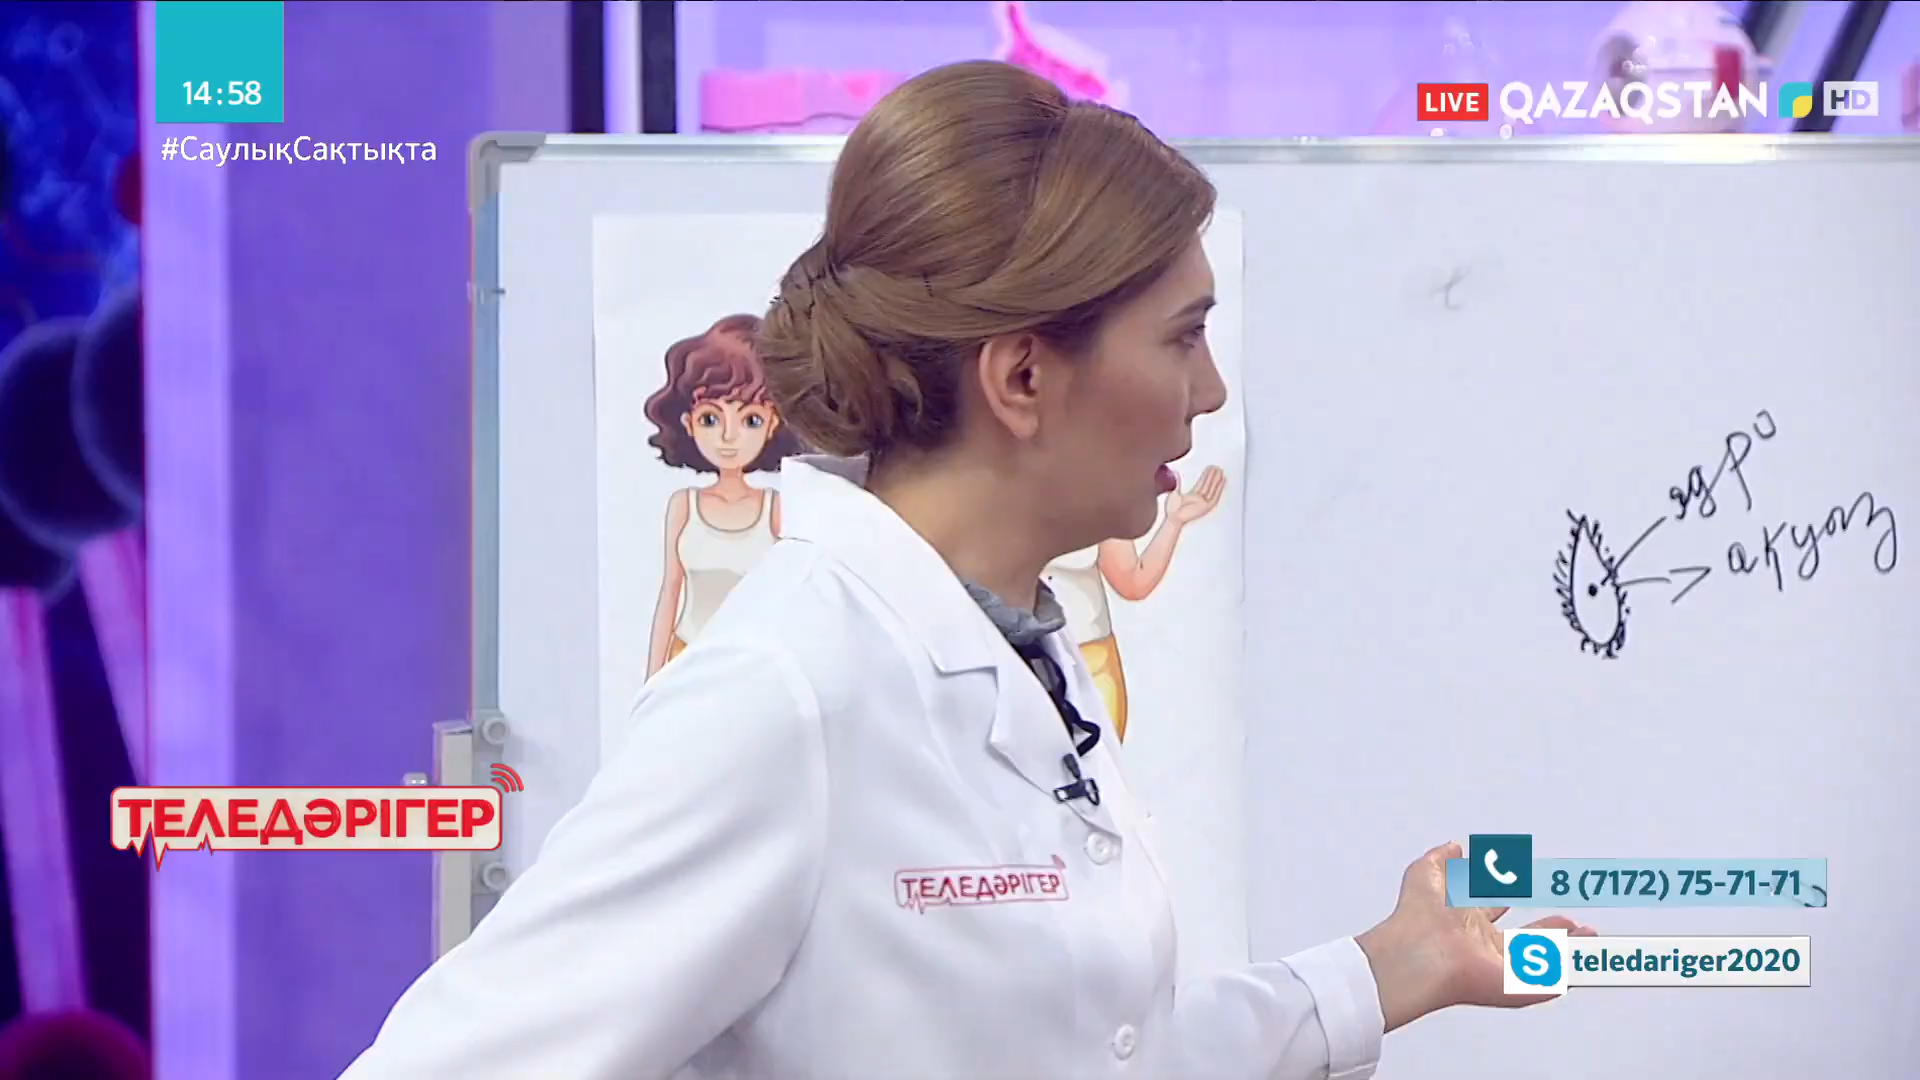 14:58
#СаулықСақтықта
LIVE QAZAQSTAN HD
ядро
ақуыз
ТЕЛЕДӘРІГЕР
ТЕЛЕДӘРІГЕР
8 (7172) 75-71-71
teledariger2020